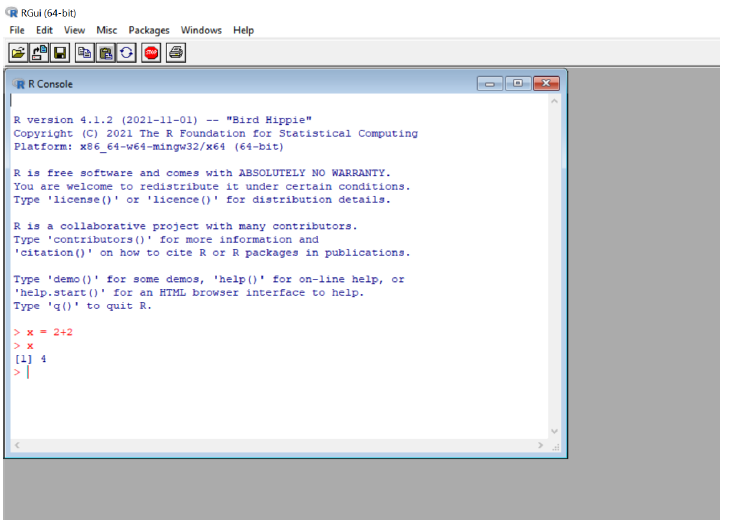 RGui (64-bit)
File Edit View Misc Packages Windows Help
STOP
R Console
R version 4.1.2 (2021-11-01) -- "Bird Hippie"
Copyright (C) 2021 The R Foundation for Statistical Computing
Platform: x86_64-w64-mingw32/x64 (64-bit)
R is free software and comes with ABSOLUTELY NO WARRANTY.
You are welcome to redistribute it under certain conditions.
Type 'license()' or 'licence()' for distribution details.
R is a collaborative project with many contributors.
Type 'contributors()' for more information and
'citation()' on how to cite R or R packages in publications.
Type 'demo()' for some demos, 'help()' for on-line help, or
'help.start()' for an HTML browser interface to help.
Type 'q()' to quit R.
> x = 2+2
> x
[1] 4
>